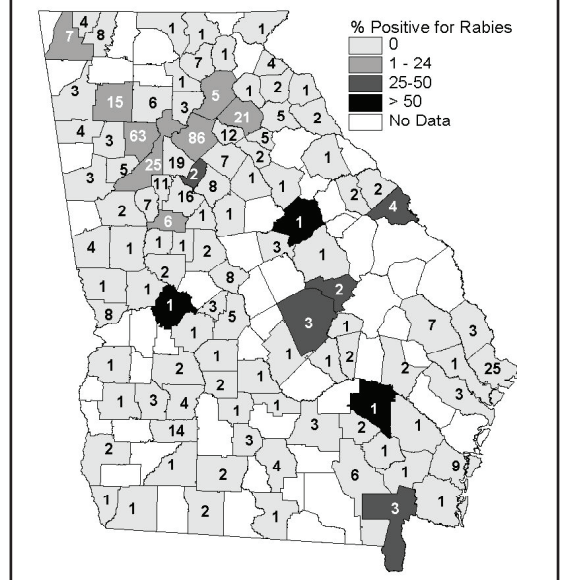 % Positive for Rabies
0
1 - 24
25-50
> 50
No Data
4 1 1 1
7 8
7 1 4
3 1 5 1 2 1
15 6 3 21 5 2
4 3 63 86 12 5
3 5 25 19 2 7 2 1
11 16 8 1 1 2 2 4
2 7 6 1 1 1
4 1 1 1 2 3 1
1 1 2 8 2
8 1 3 5 3 1 7 3
1 1 1 2 2 1 25
1 2 1 1 3
1 3 4 2 1 1 1 1
14 1 3 2 1
2 3 1
1 2 4 6 1 9
1 1 2 1 3 1